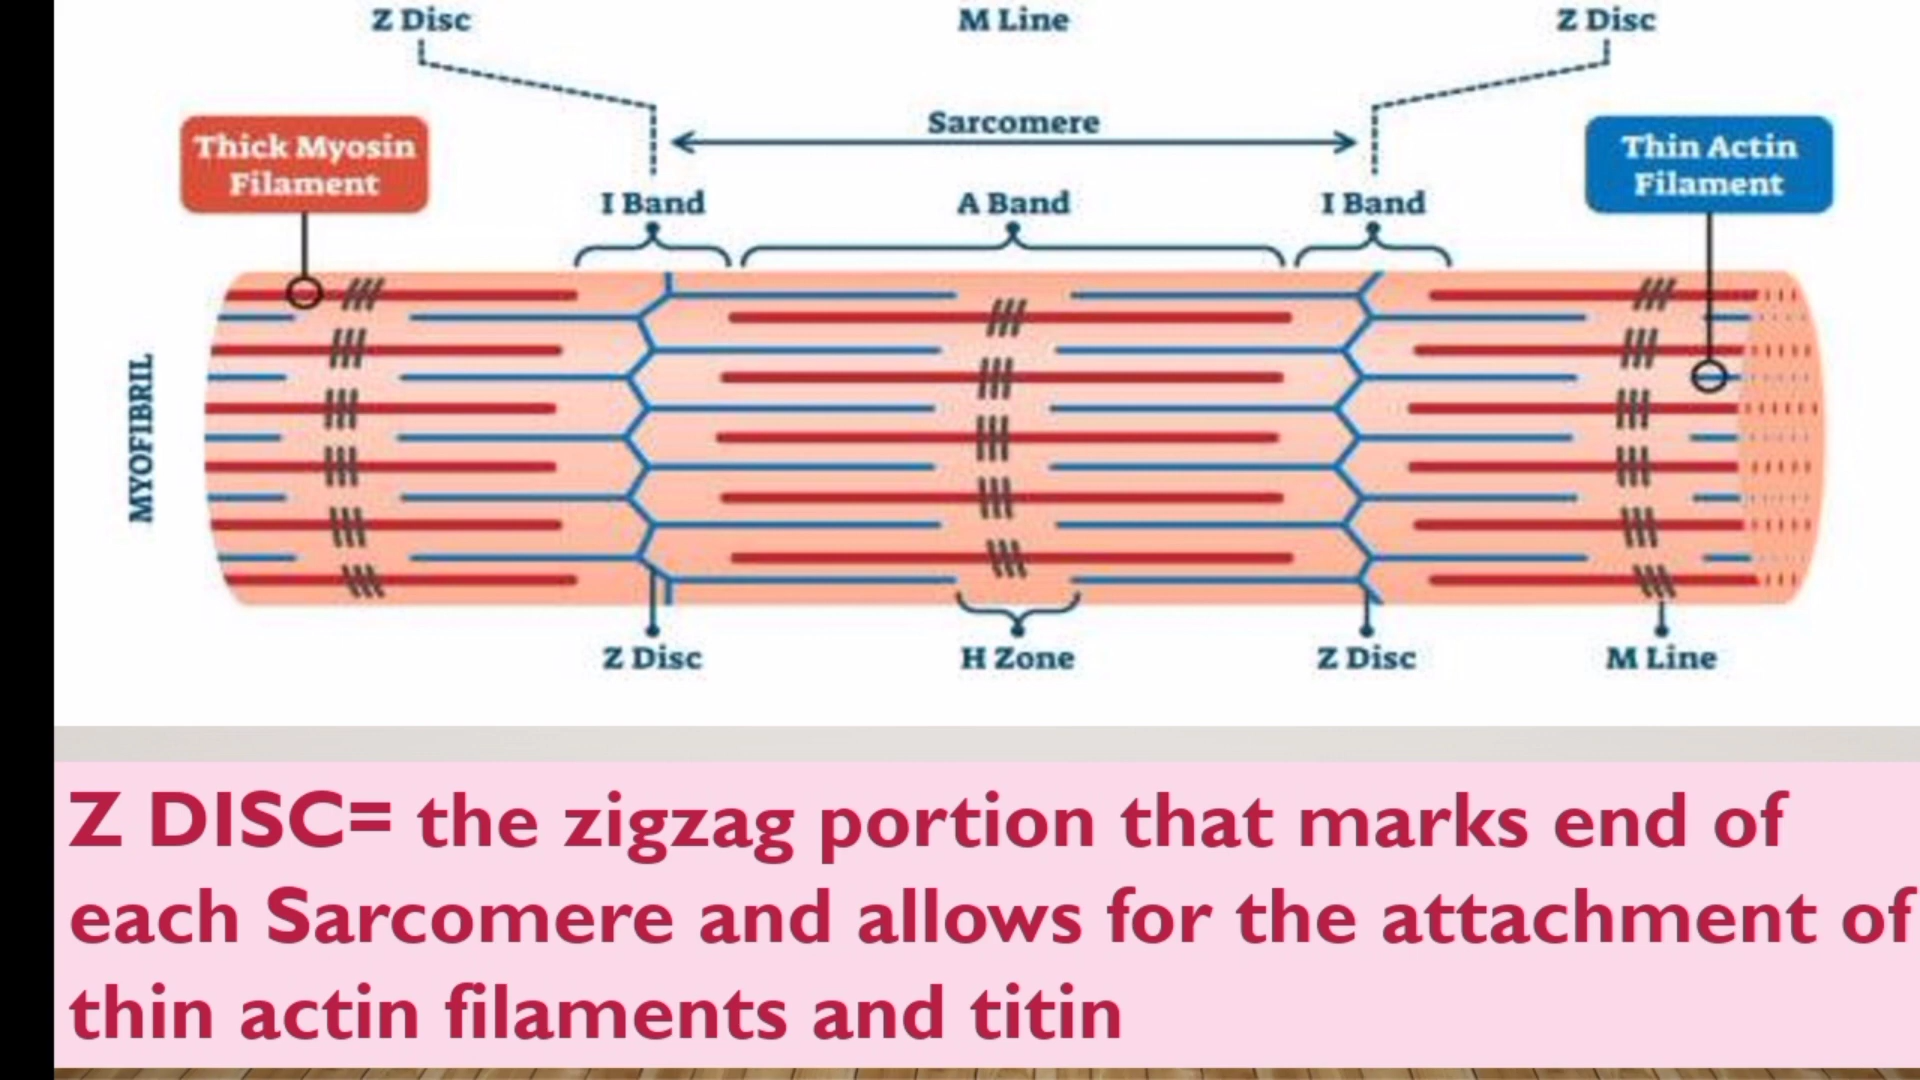 Z Disc
M Line
Z Disc
Sarcomere
Thick Myosin
Filament
Thin Actin
Filament
I Band
A Band
I Band
MYOFIBRIL
Z Disc
H Zone
Z Disc
M Line
Z DISC= the zigzag portion that marks end of
each Sarcomere and allows for the attachment of
thin actin filaments and titin